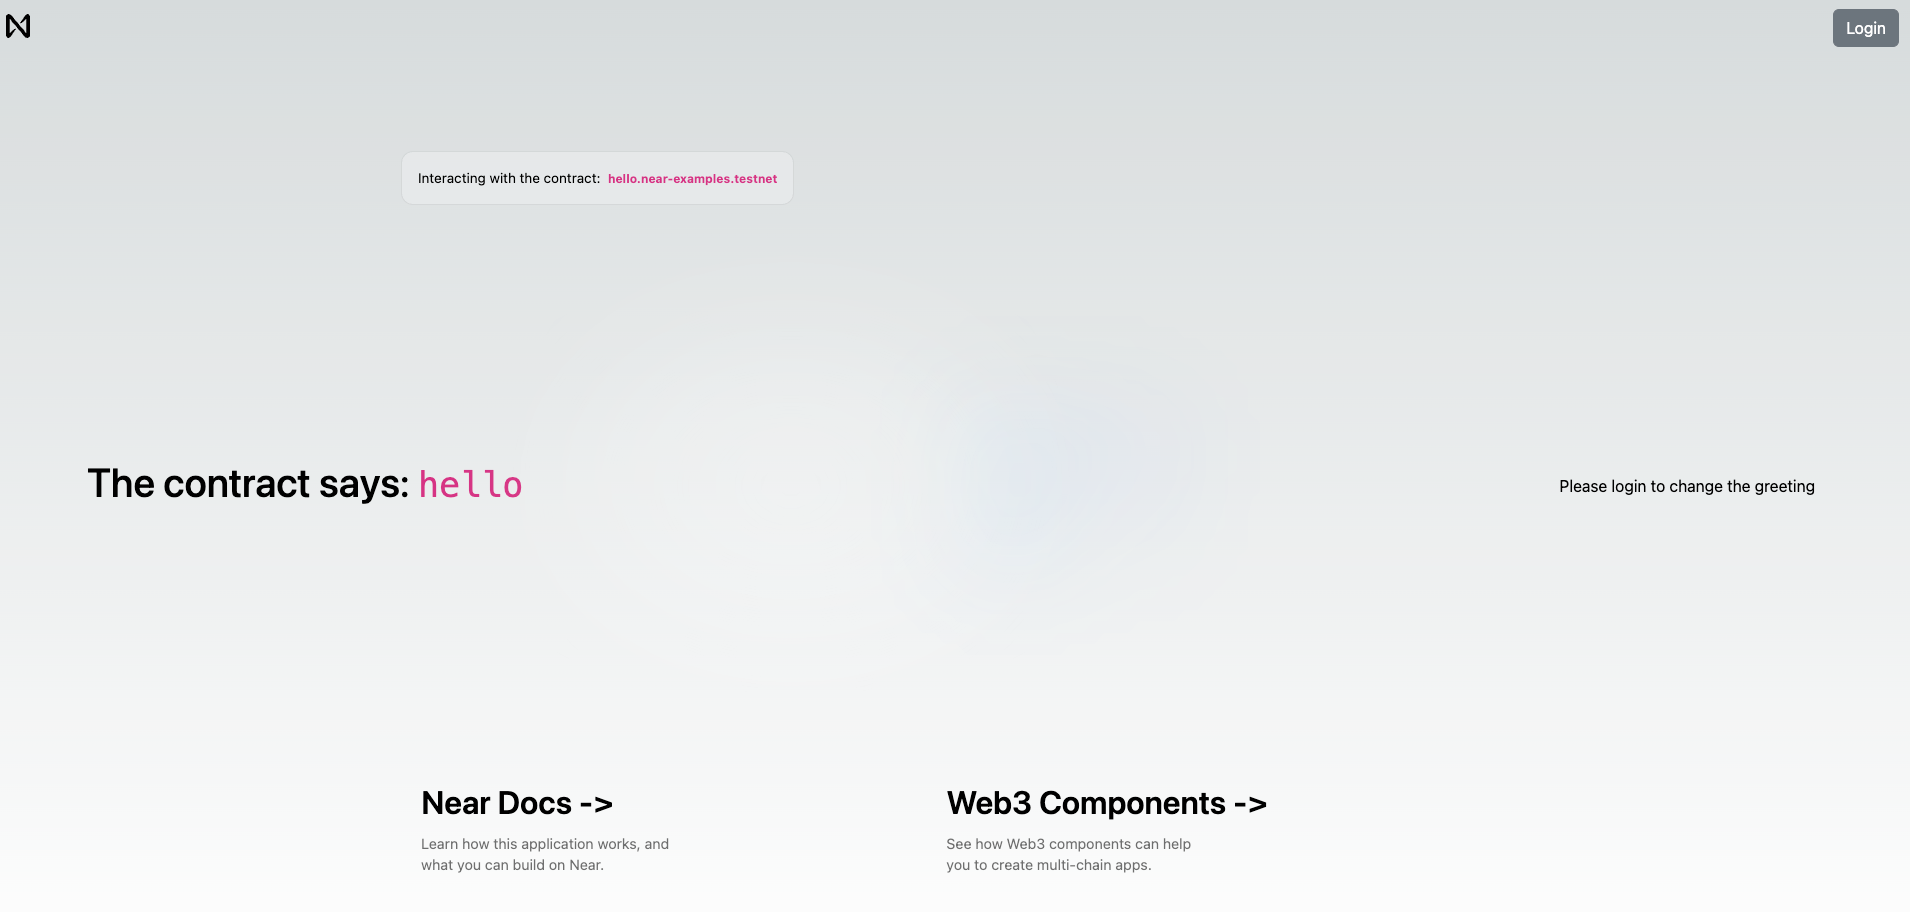 Login
Interacting with the contract: hello.near-examples.testnet
The contract says: hello
Please login to change the greeting
Near Docs ->
Learn how this application works, and
what you can build on Near.
Web3 Components ->
See how Web3 components can help
you to create multi-chain apps.